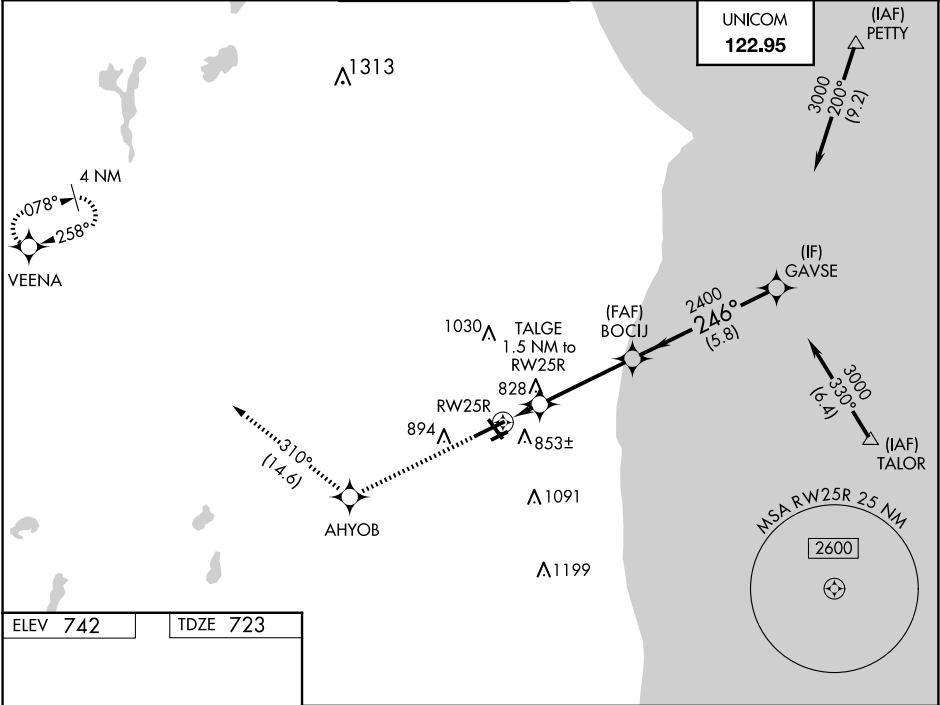 UNICOM
122.95
(IAF)
PETTY
3000
200°
(9.2)
1313
4 NM
078°
258°
VEENA
(IF)
GAVSE
2400
246°
(5.8)
(FAF)
BOCIJ
1030
TALGE
1.5 NM to
RW25R
828
RW25R
894
853±
3000
330°
(6.4)
(IAF)
TALOR
310°
(14.6)
AHYOB
1091
1199
MSA RW25R 25 NM
2600
ELEV 742
TDZE 723